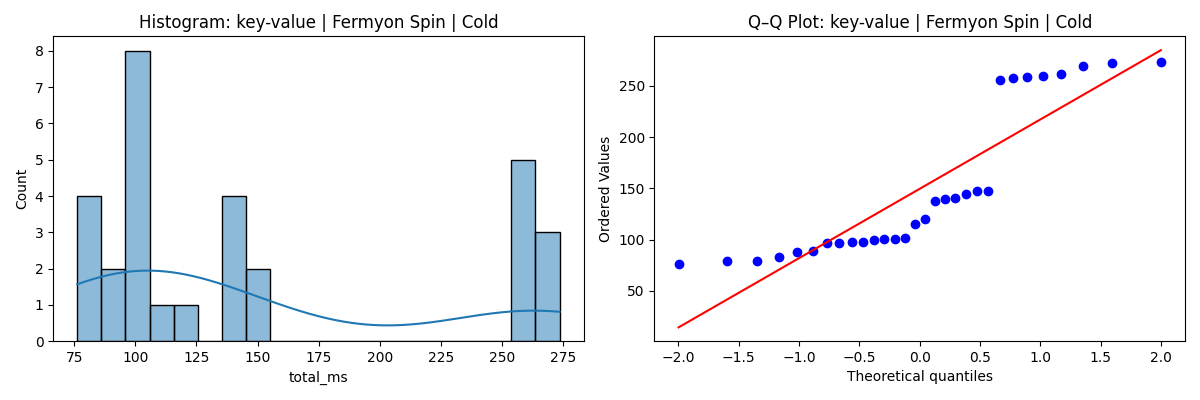 Histogram: key-value | Fermyon Spin | Cold
8
7
6
5
4
3
2
1
0
Count
75 100 125 150 175 200 225 250 275
total_ms
Q–Q Plot: key-value | Fermyon Spin | Cold
250
200
150
100
50
Ordered Values
−2.0 −1.5 −1.0 −0.5 0.0 0.5 1.0 1.5 2.0
Theoretical quantiles